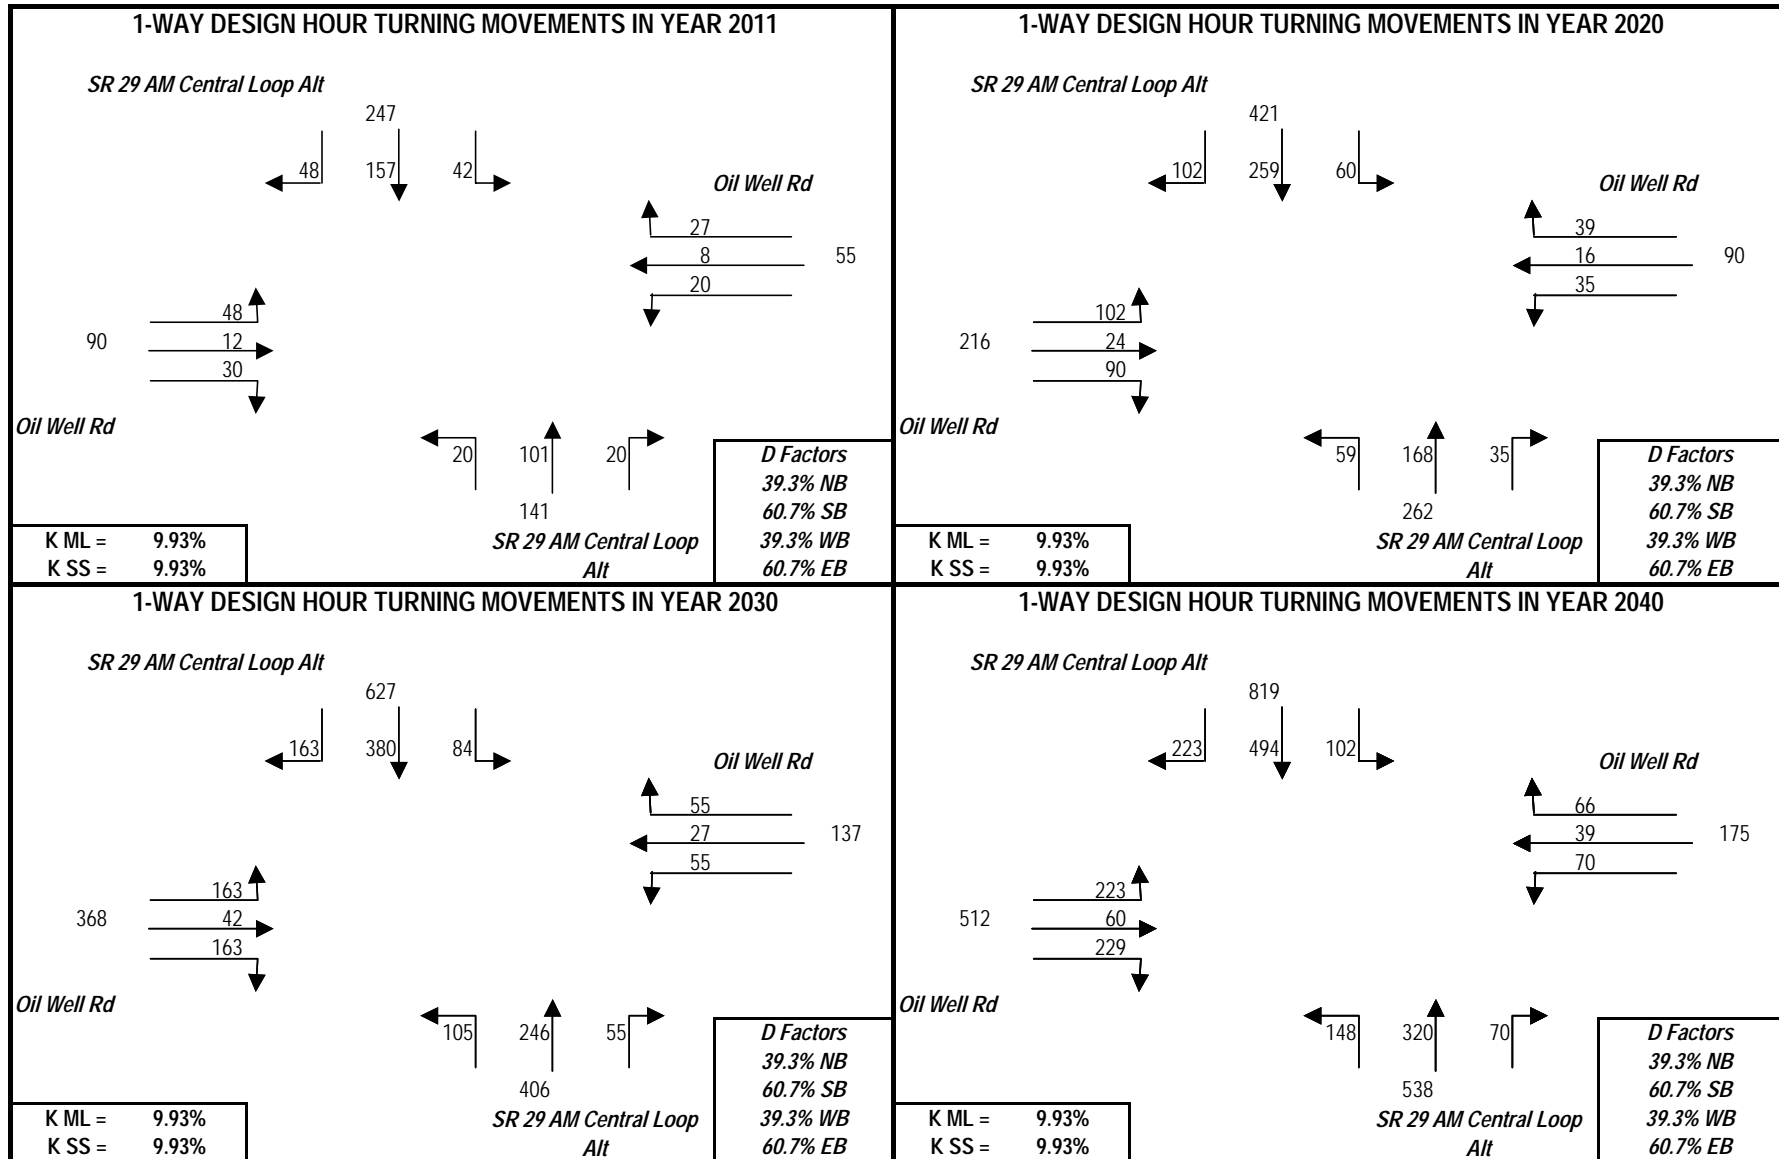 1-WAY DESIGN HOUR TURNING MOVEMENTS IN YEAR 2011
SR 29 AM Central Loop Alt
247
48 157 42
Oil Well Rd
27
8 55
20
48
90 12
30
Oil Well Rd
20 101 20
141
SR 29 AM Central Loop
Alt
D Factors
39.3% NB
60.7% SB
39.3% WB
60.7% EB
K ML = 9.93%
K SS = 9.93%
1-WAY DESIGN HOUR TURNING MOVEMENTS IN YEAR 2020
SR 29 AM Central Loop Alt
421
102 259 60
Oil Well Rd
39
16 90
35
102
216 24
90
Oil Well Rd
59 168 35
262
SR 29 AM Central Loop
Alt
D Factors
39.3% NB
60.7% SB
39.3% WB
60.7% EB
K ML = 9.93%
K SS = 9.93%
1-WAY DESIGN HOUR TURNING MOVEMENTS IN YEAR 2030
SR 29 AM Central Loop Alt
627
163 380 84
Oil Well Rd
55
27 137
55
163
368 42
163
Oil Well Rd
105 246 55
406
SR 29 AM Central Loop
Alt
D Factors
39.3% NB
60.7% SB
39.3% WB
60.7% EB
K ML = 9.93%
K SS = 9.93%
1-WAY DESIGN HOUR TURNING MOVEMENTS IN YEAR 2040
SR 29 AM Central Loop Alt
819
223 494 102
Oil Well Rd
66
39 175
70
223
512 60
229
Oil Well Rd
148 320 70
538
SR 29 AM Central Loop
Alt
D Factors
39.3% NB
60.7% SB
39.3% WB
60.7% EB
K ML = 9.93%
K SS = 9.93%